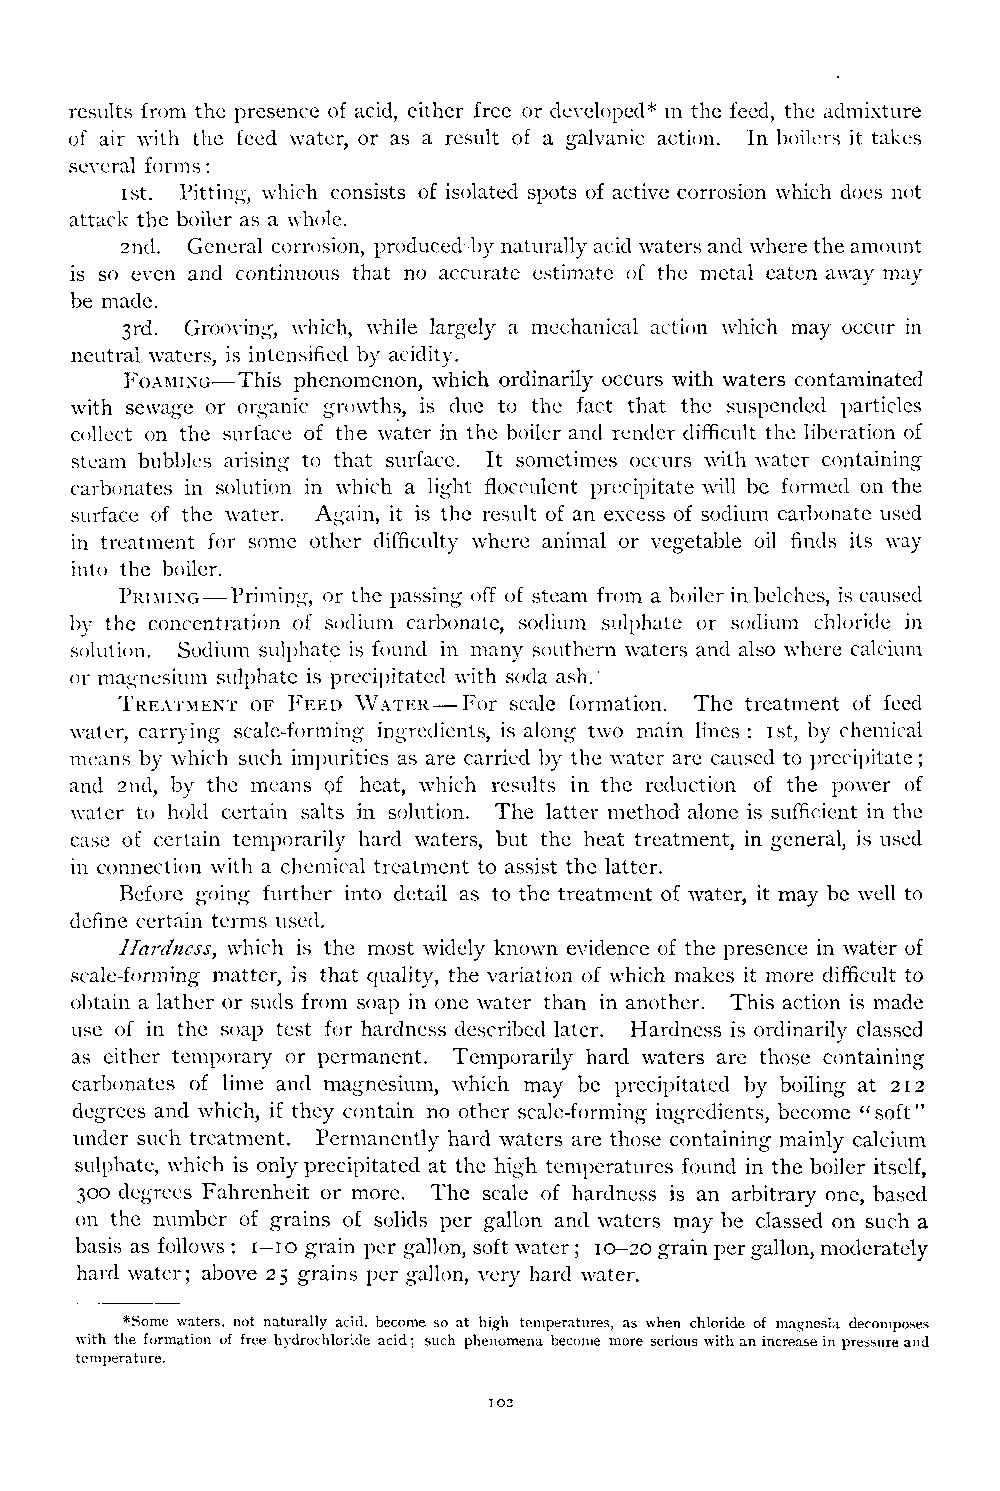 results from the presence of acid, either free or developed* in the feed, the admixture
of air with the feed water, or as a result of a galvanic action. In boilers it takes
several forms:
1st. Pitting, which consists of isolated spots of active corrosion which does not
attack the boiler as a whole.
2nd. General corrosion, produced by naturally acid waters and where the amount
is so even and continuous that no accurate estimate of the metal eaten away may
be made.
3rd. Grooving, which, while largely a mechanical action which may occur in
neutral waters, is intensified by acidity.
FOAMING—This phenomenon, which ordinarily occurs with waters contaminated
with sewage or organic growths, is due to the fact that the suspended particles
collect on the surface of the water in the boiler and render difficult the liberation of
steam bubbles arising to that surface. It sometimes occurs with water containing
carbonates in solution in which a light flocculent precipitate will be formed on the
surface of the water. Again, it is the result of an excess of sodium carbonate used
in treatment for some other difficulty where animal or vegetable oil finds its way
into the boiler.
PRIMING—Priming, or the passing off of steam from a boiler in belches, is caused
by the concentration of sodium carbonate, sodium sulphate or sodium chloride in
solution. Sodium sulphate is found in many southern waters and also where calcium
or magnesium sulphate is precipitated with soda ash.
TREATMENT OF FEED WATER—For scale formation. The treatment of feed
water, carrying scale-forming ingredients, is along two main lines: 1st, by chemical
means by which such impurities as are carried by the water are caused to precipitate;
and 2nd, by the means of heat, which results in the reduction of the power of
water to hold certain salts in solution. The latter method alone is sufficient in the
case of certain temporarily hard waters, but the heat treatment, in general, is used
in connection with a chemical treatment to assist the latter.
Before going further into detail as to the treatment of water, it may be well to
define certain terms used.
Hardness, which is the most widely known evidence of the presence in water of
scale-forming matter, is that quality, the variation of which makes it more difficult to
obtain a lather or suds from soap in one water than in another. This action is made
use of in the soap test for hardness described later. Hardness is ordinarily classed
as either temporary or permanent. Temporarily hard waters are those containing
carbonates of lime and magnesium, which may be precipitated by boiling at 212
degrees and which, if they contain no other scale-forming ingredients, become "soft"
under such treatment. Permanently hard waters are those containing mainly calcium
sulphate, which is only precipitated at the high temperatures found in the boiler itself,
300 degrees Fahrenheit or more. The scale of hardness is an arbitrary one, based
on the number of grains of solids per gallon and waters may be classed on such a
basis as follows: 1–10 grain per gallon, soft water; 10–20 grain per gallon, moderately
hard water; above 25 grains per gallon, very hard water.
*Some waters, not naturally acid, become so at high temperatures, as when chloride of magnesia decomposes
with the formation of free hydrochloride acid; such phenomena become more serious with an increase in pressure and
temperature.
102